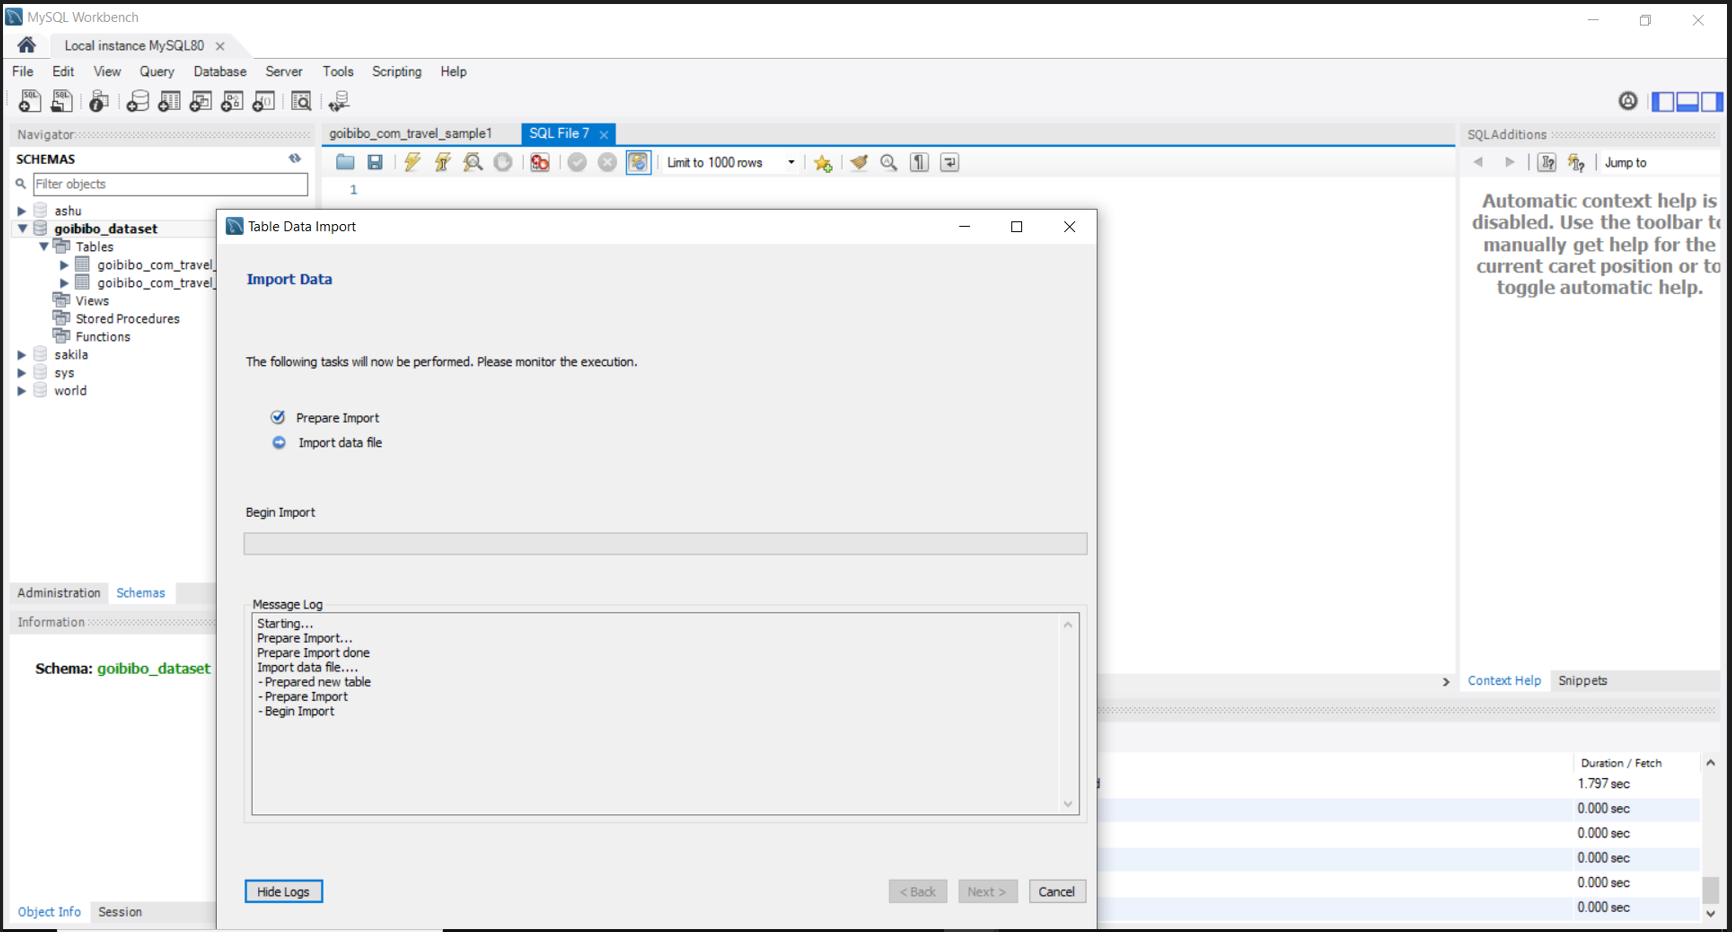 MySQL Workbench
Local instance MySQL80
File Edit View Query Database Server Tools Scripting Help
Navigator
SCHEMAS
Filter objects
ashu
goibibo_dataset
Tables
goibibo_com_travel_
goibibo_com_travel_
Views
Stored Procedures
Functions
sakila
sys
world
Administration Schemas
Information
Schema: goibibo_dataset
Object Info Session
goibibo_com_travel_sample1 SQL File 7
Limit to 1000 rows
1
Table Data Import
Import Data
The following tasks will now be performed. Please monitor the execution.
Prepare Import
Import data file
Begin Import
Message Log
Starting...
Prepare Import...
Prepare Import done
Import data file....
- Prepared new table
- Prepare Import
- Begin Import
Hide Logs < Back Next > Cancel
SQLAdditions
Jump to
Automatic context help is
disabled. Use the toolbar to
manually get help for the
current caret position or to
toggle automatic help.
Context Help Snippets
Duration / Fetch
1.797 sec
0.000 sec
0.000 sec
0.000 sec
0.000 sec
0.000 sec